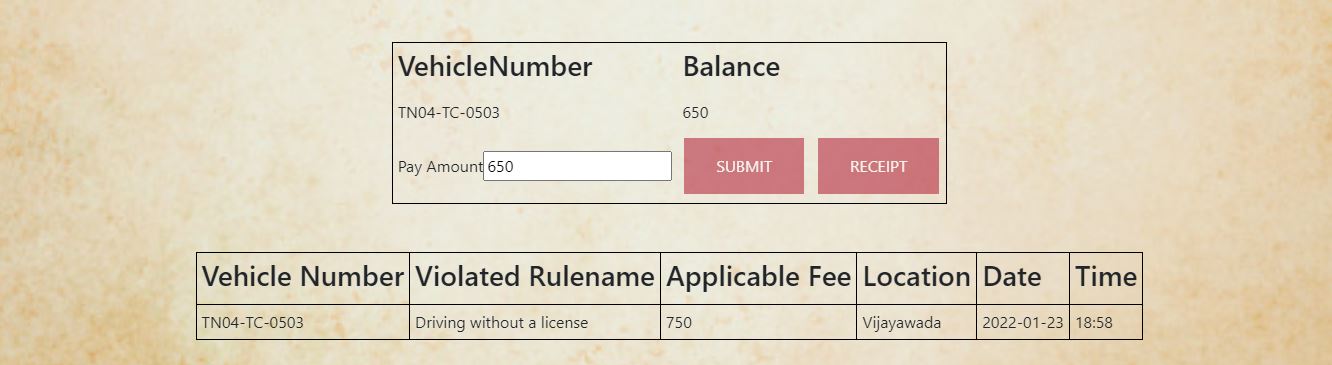 VehicleNumber Balance
TN04-TC-0503 650
Pay Amount 650 SUBMIT RECEIPT
Vehicle Number Violated Rulename Applicable Fee Location Date Time
TN04-TC-0503 Driving without a license 750 Vijayawada 2022-01-23 18:58